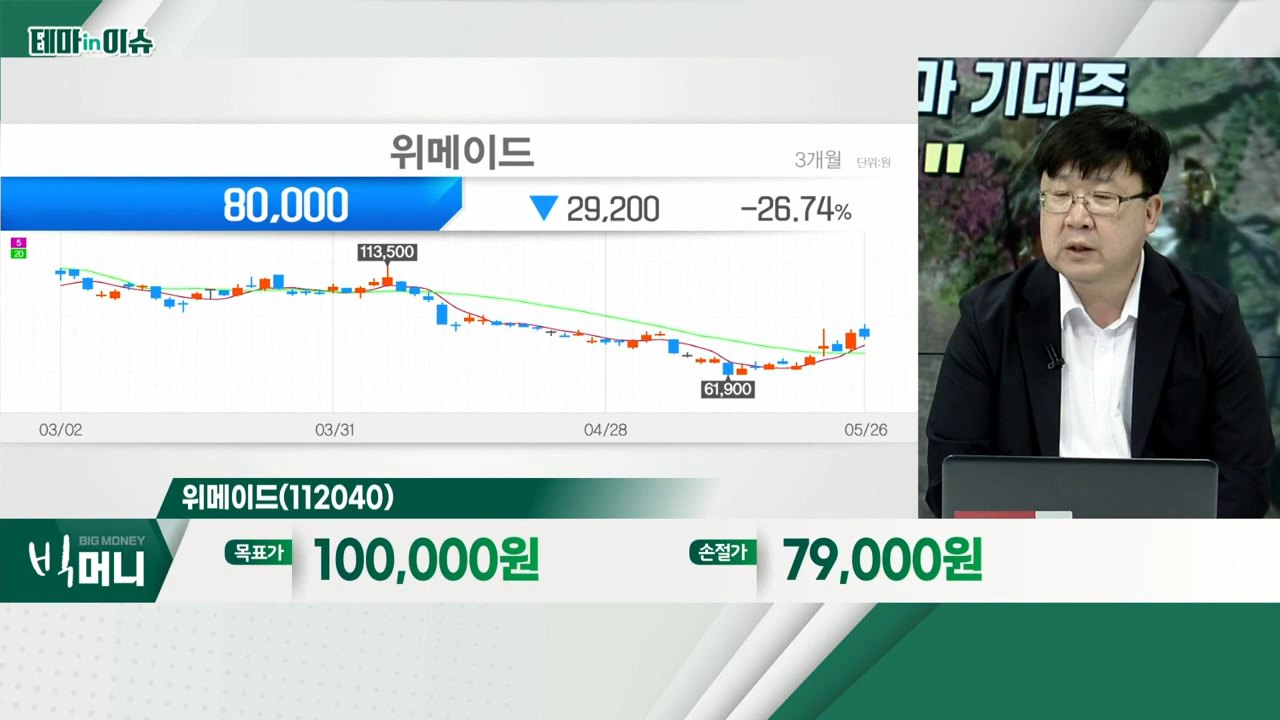 테마in이슈
마 기대즈
"
위메이드
3개월 단위:원
80,000 ▼ 29,200 -26.74%
5
20
113,500
61,900
03/02 03/31 04/28 05/26
위메이드(112040)
BIG MONEY
빅머니
목표가 100,000원 손절가 79,000원